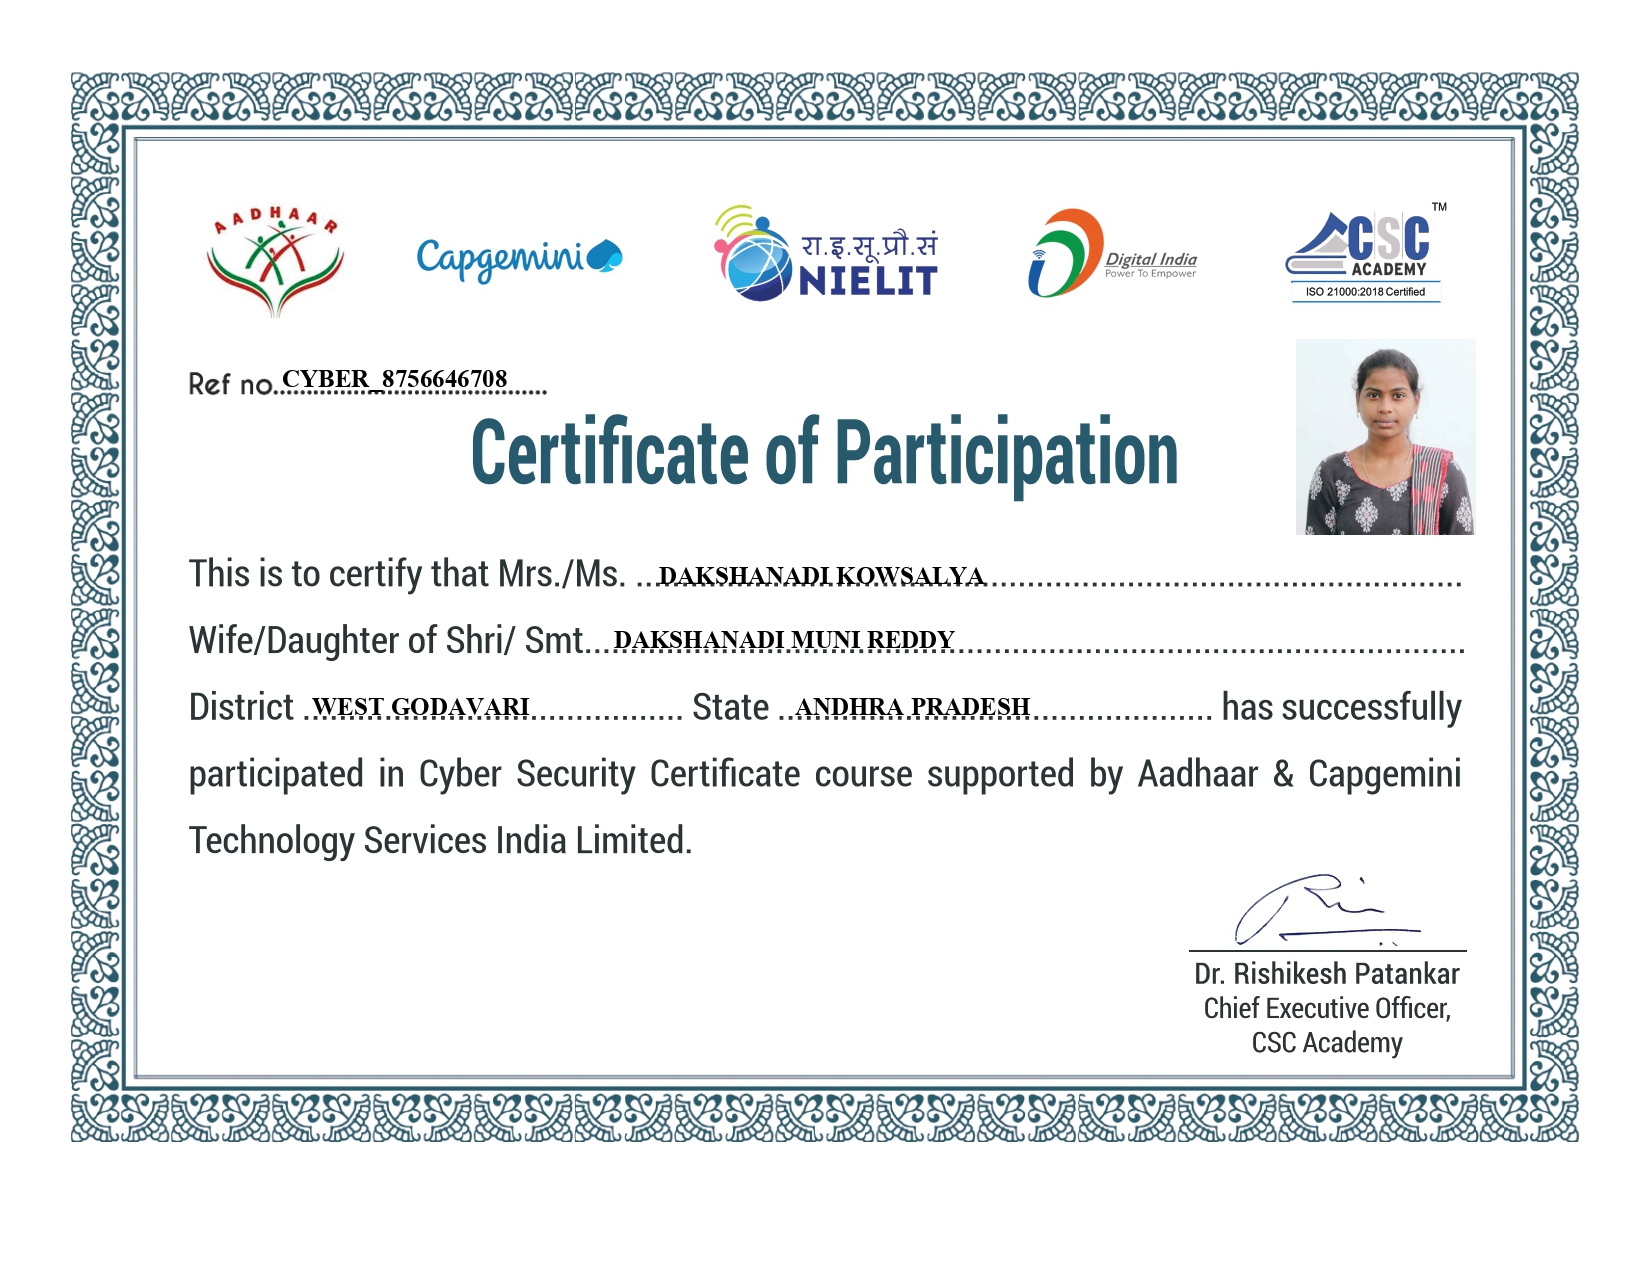 AADHAAR
Capgemini
रा.इ.सू.प्रौ.सं
NIELIT
Digital India
Power To Empower
CSC TM
ACADEMY
ISO 21000:2018 Certified
Ref no. CYBER_8756646708
Certificate of Participation
This is to certify that Mrs./Ms. DAKSHANADI KOWSALYA
Wife/Daughter of Shri/ Smt. DAKSHANADI MUNI REDDY
District WEST GODAVARI State ANDHRA PRADESH has successfully
participated in Cyber Security Certificate course supported by Aadhaar & Capgemini
Technology Services India Limited.
Dr. Rishikesh Patankar
Chief Executive Officer,
CSC Academy